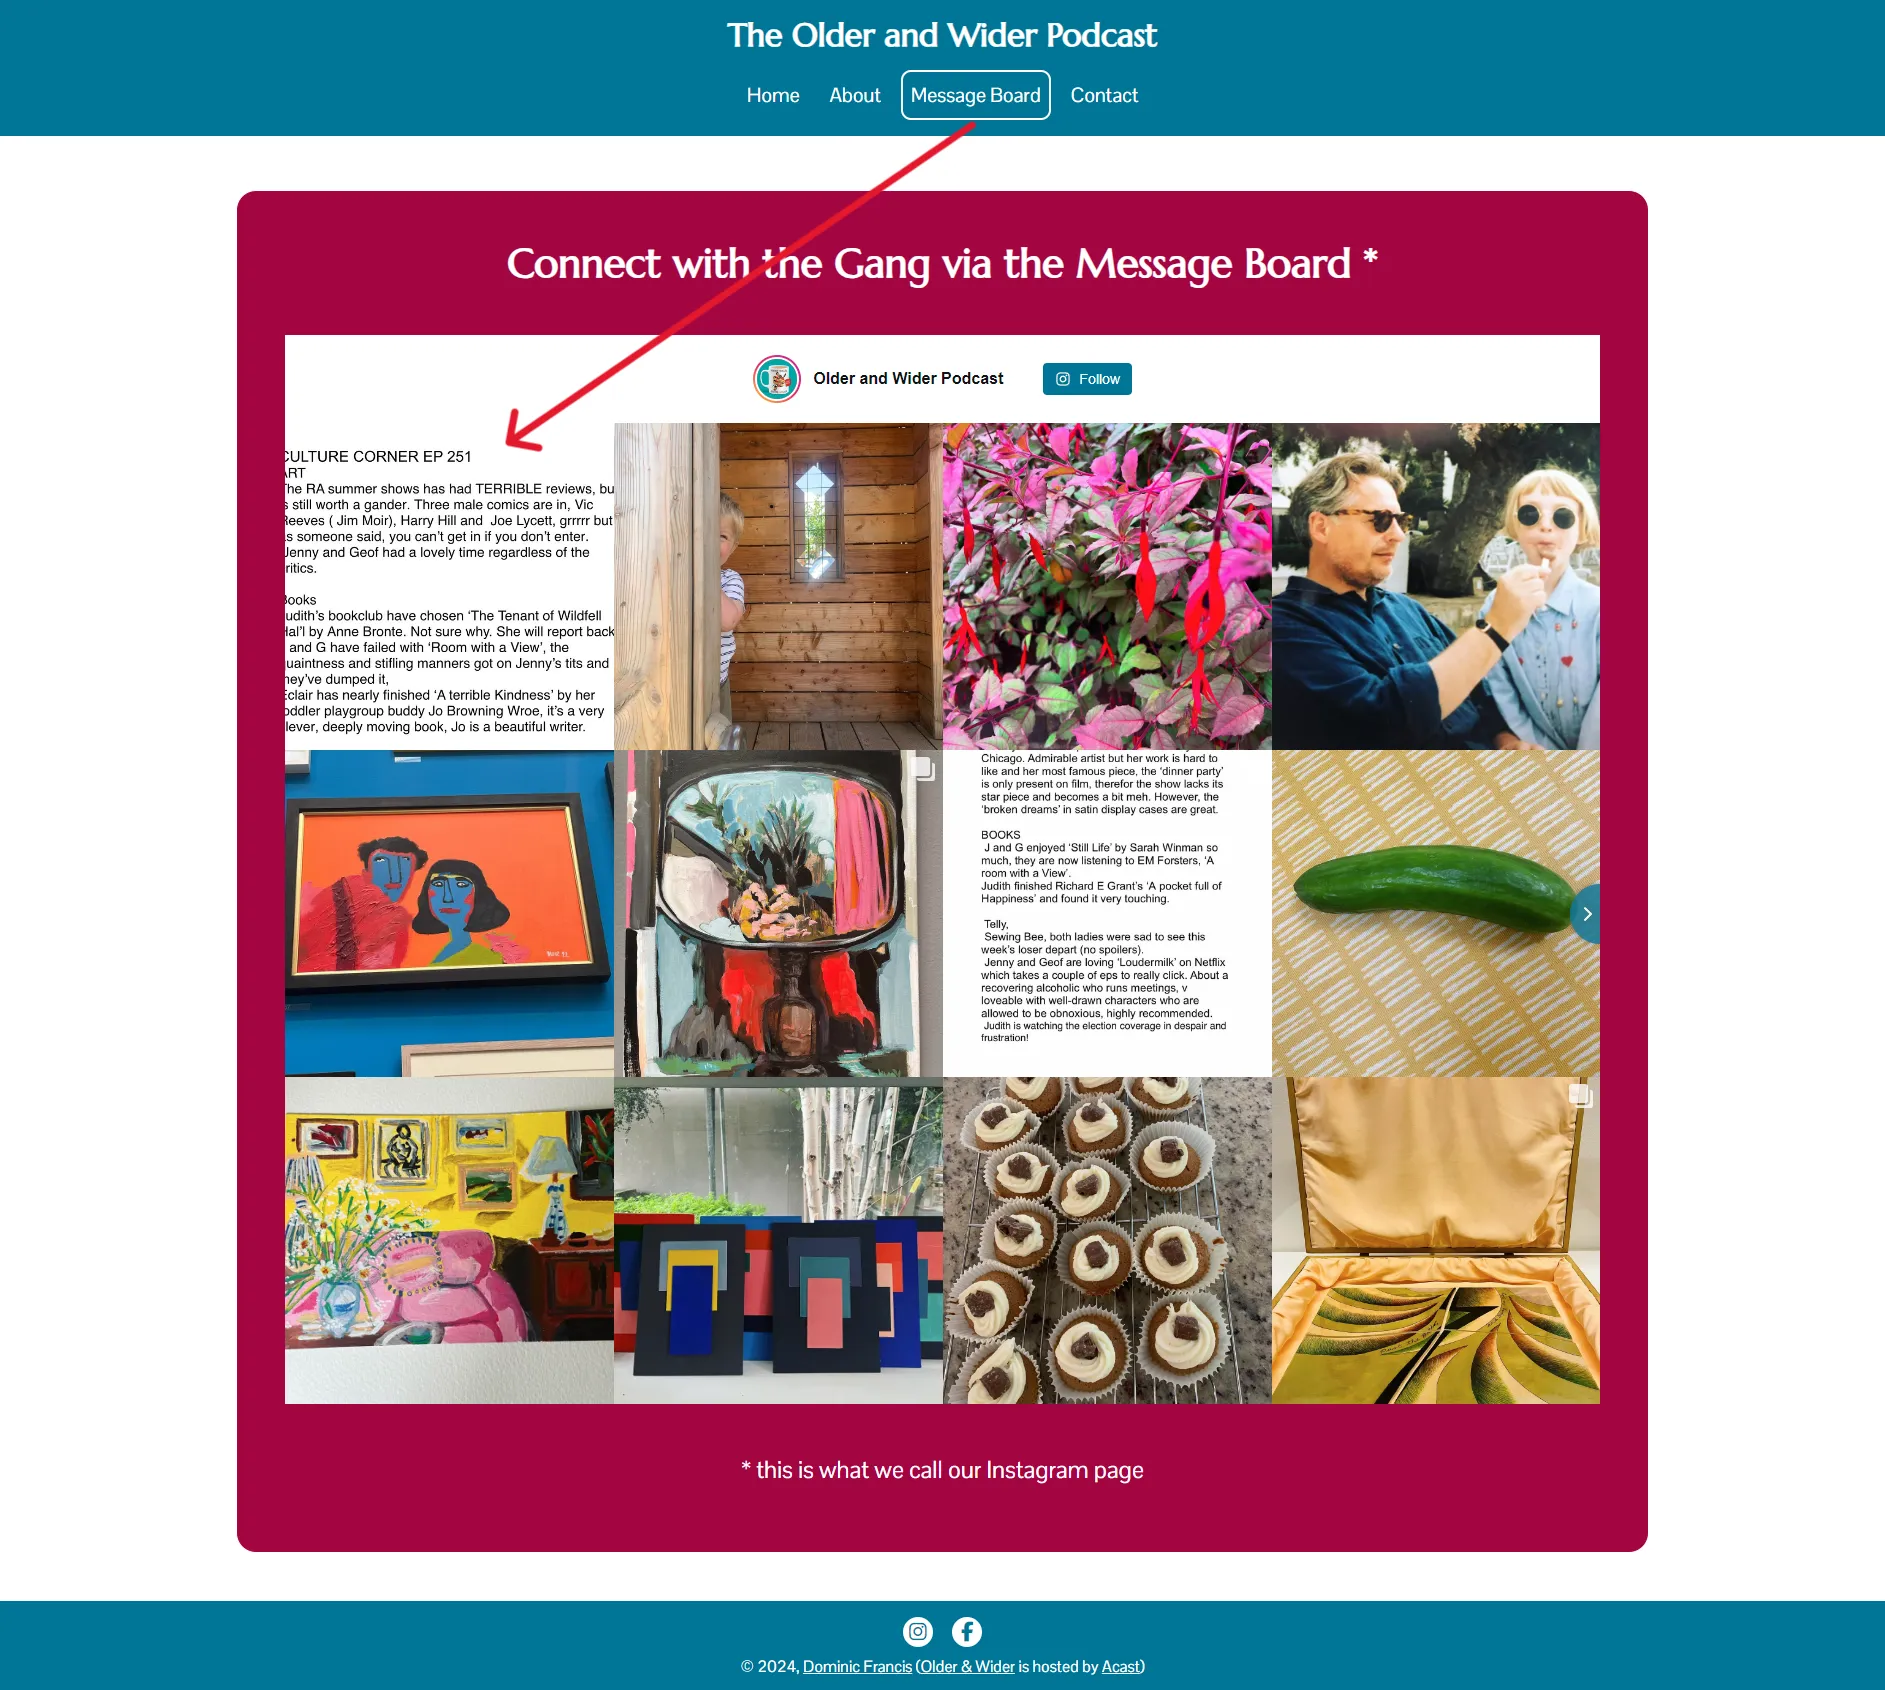 The Older and Wider Podcast
Home About Message Board Contact
Connect with the Gang via the Message Board *
Older and Wider Podcast Follow
CULTURE CORNER EP 251
ART
The RA summer shows has had TERRIBLE reviews, bu
s still worth a gander. Three male comics are in, Vic
Reeves ( Jim Moir), Harry Hill and Joe Lycett, grrrrr but
as someone said, you can't get in if you don't enter.
Jenny and Geof had a lovely time regardless of the
ritics.
Books
Judith's bookclub have chosen ‘The Tenant of Wildfell
Hal'l by Anne Bronte. Not sure why. She will report back
and G have failed with ‘Room with a View’, the
uaintness and stifling manners got on Jenny's tits and
hey've dumped it,
Eclair has nearly finished ‘A terrible Kindness’ by her
oddler playgroup buddy Jo Browning Wroe, it's a very
lever, deeply moving book, Jo is a beautiful writer.
Chicago. Admirable artist but her work is hard to
like and her most famous piece, the ‘dinner party’
is only present on film, therefor the show lacks its
star piece and becomes a bit meh. However, the
‘broken dreams’ in satin display cases are great.
BOOKS
J and G enjoyed ‘Still Life’ by Sarah Winman so
much, they are now listening to EM Forsters, ‘A
room with a View’.
Judith finished Richard E Grant's ‘A pocket full of
Happiness’ and found it very touching.
Telly,
Sewing Bee, both ladies were sad to see this
week's loser depart (no spoilers).
Jenny and Geof are loving ‘Loudermilk’ on Netflix
which takes a couple of eps to really click. About a
recovering alcoholic who runs meetings, v
loveable with well-drawn characters who are
allowed to be obnoxious, highly recommended.
Judith is watching the election coverage in despair and
frustration!
* this is what we call our Instagram page
© 2024, Dominic Francis (Older & Wider is hosted by Acast)